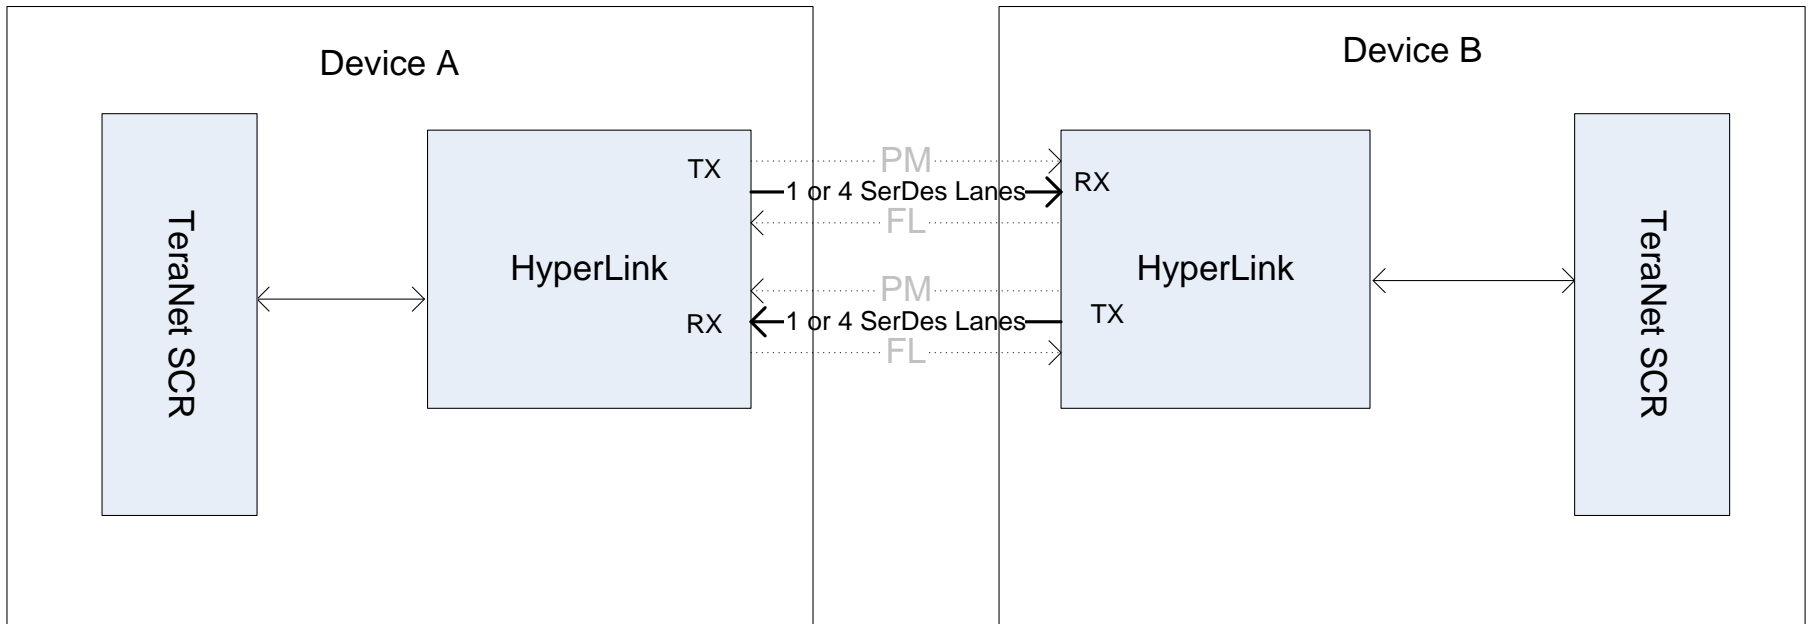 Device A
Device B
TeraNet SCR
HyperLink
TX
RX
PM
1 or 4 SerDes Lanes
FL
PM
1 or 4 SerDes Lanes
FL
RX
HyperLink
TX
TeraNet SCR